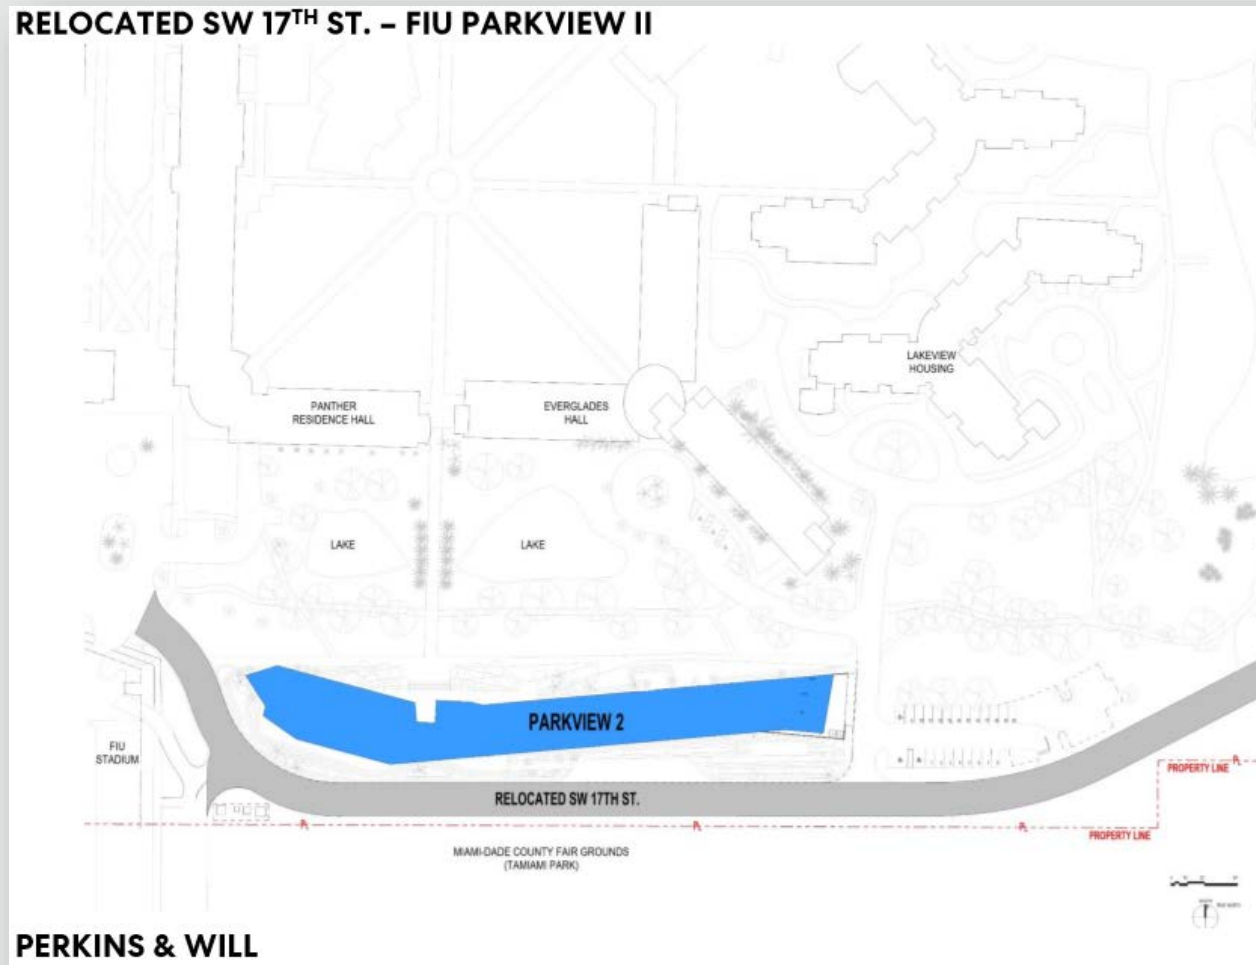 RELOCATED SW 17TH ST. – FIU PARKVIEW II
LAKEVIEW
HOUSING
PANTHER
RESIDENCE HALL
EVERGLADES
HALL
LAKE
LAKE
PARKVIEW 2
FIU
STADIUM
PROPERTY LINE
RELOCATED SW 17TH ST.
PROPERTY LINE
MIAMI-DADE COUNTY FAIR GROUNDS
(TAMIAMI PARK)
PERKINS & WILL